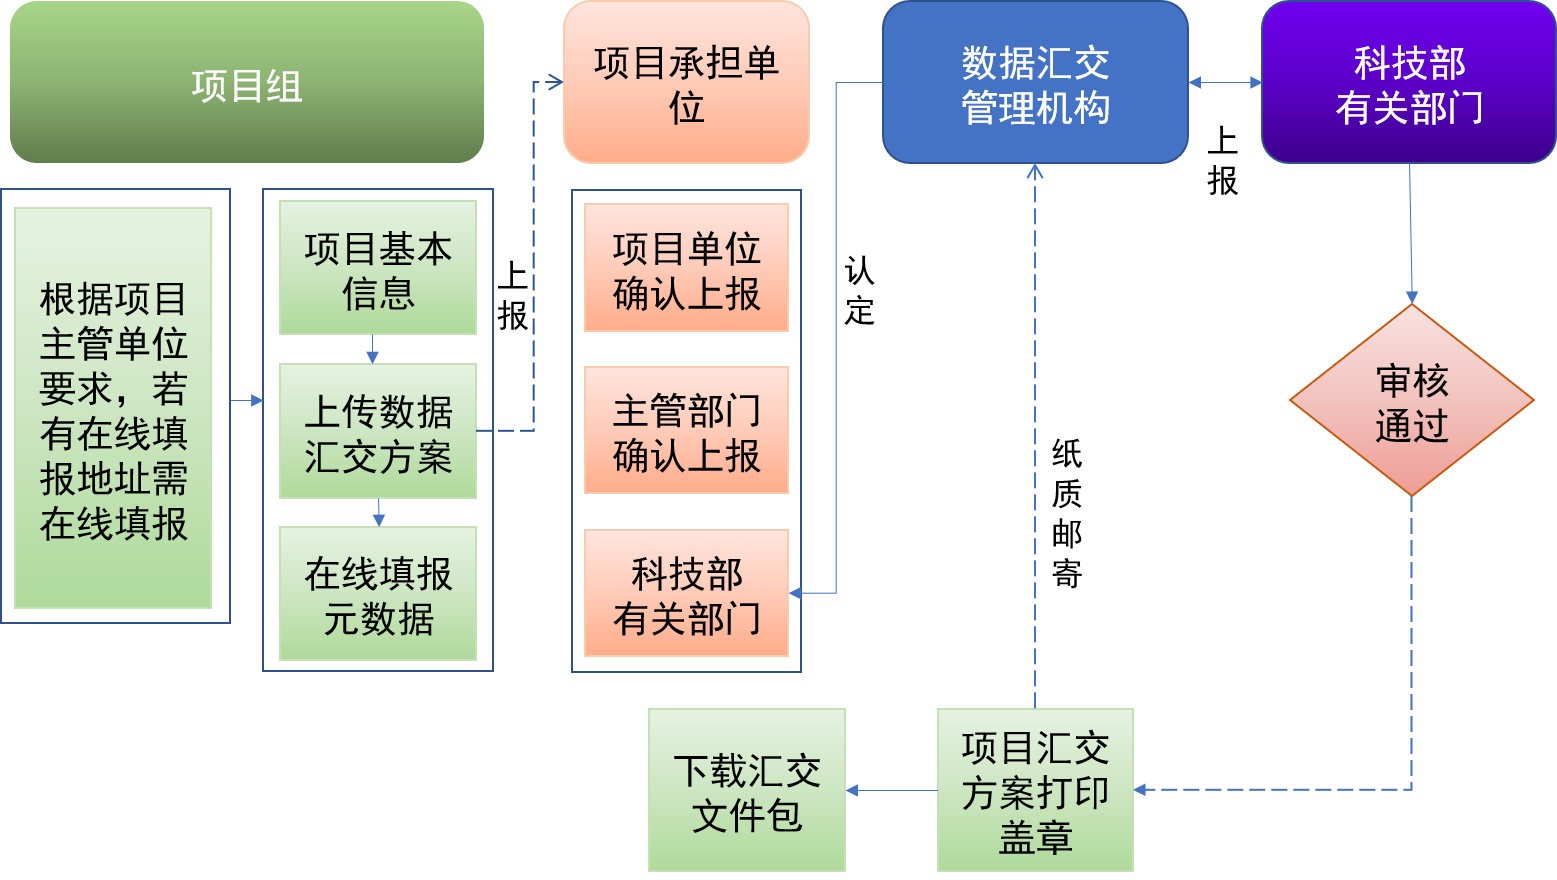 项目组
项目承担单
位
数据汇交
管理机构
科技部
有关部门
上
报
根据项目
主管单位
要求，若
有在线填
报地址需
在线填报
项目基本
信息
上传数据
汇交方案
在线填报
元数据
上
报
项目单位
确认上报
主管部门
确认上报
科技部
有关部门
认
定
审核
通过
纸
质
邮
寄
下载汇交
文件包
项目汇交
方案打印
盖章